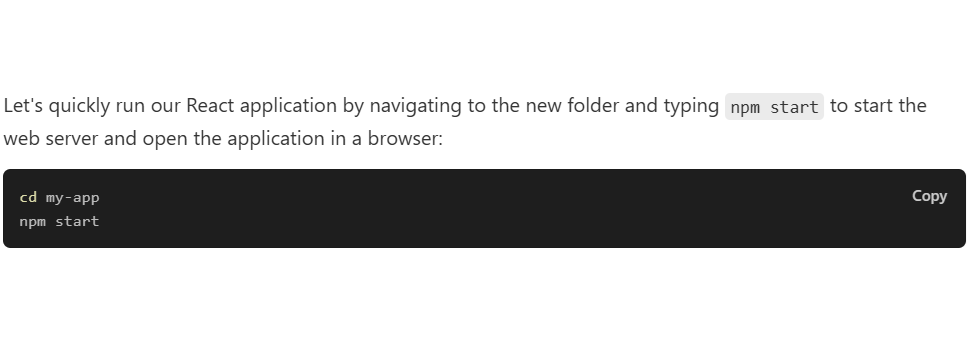 Let's quickly run our React application by navigating to the new folder and typing npm start to start the
web server and open the application in a browser:
cd my-app
Copy
npm start